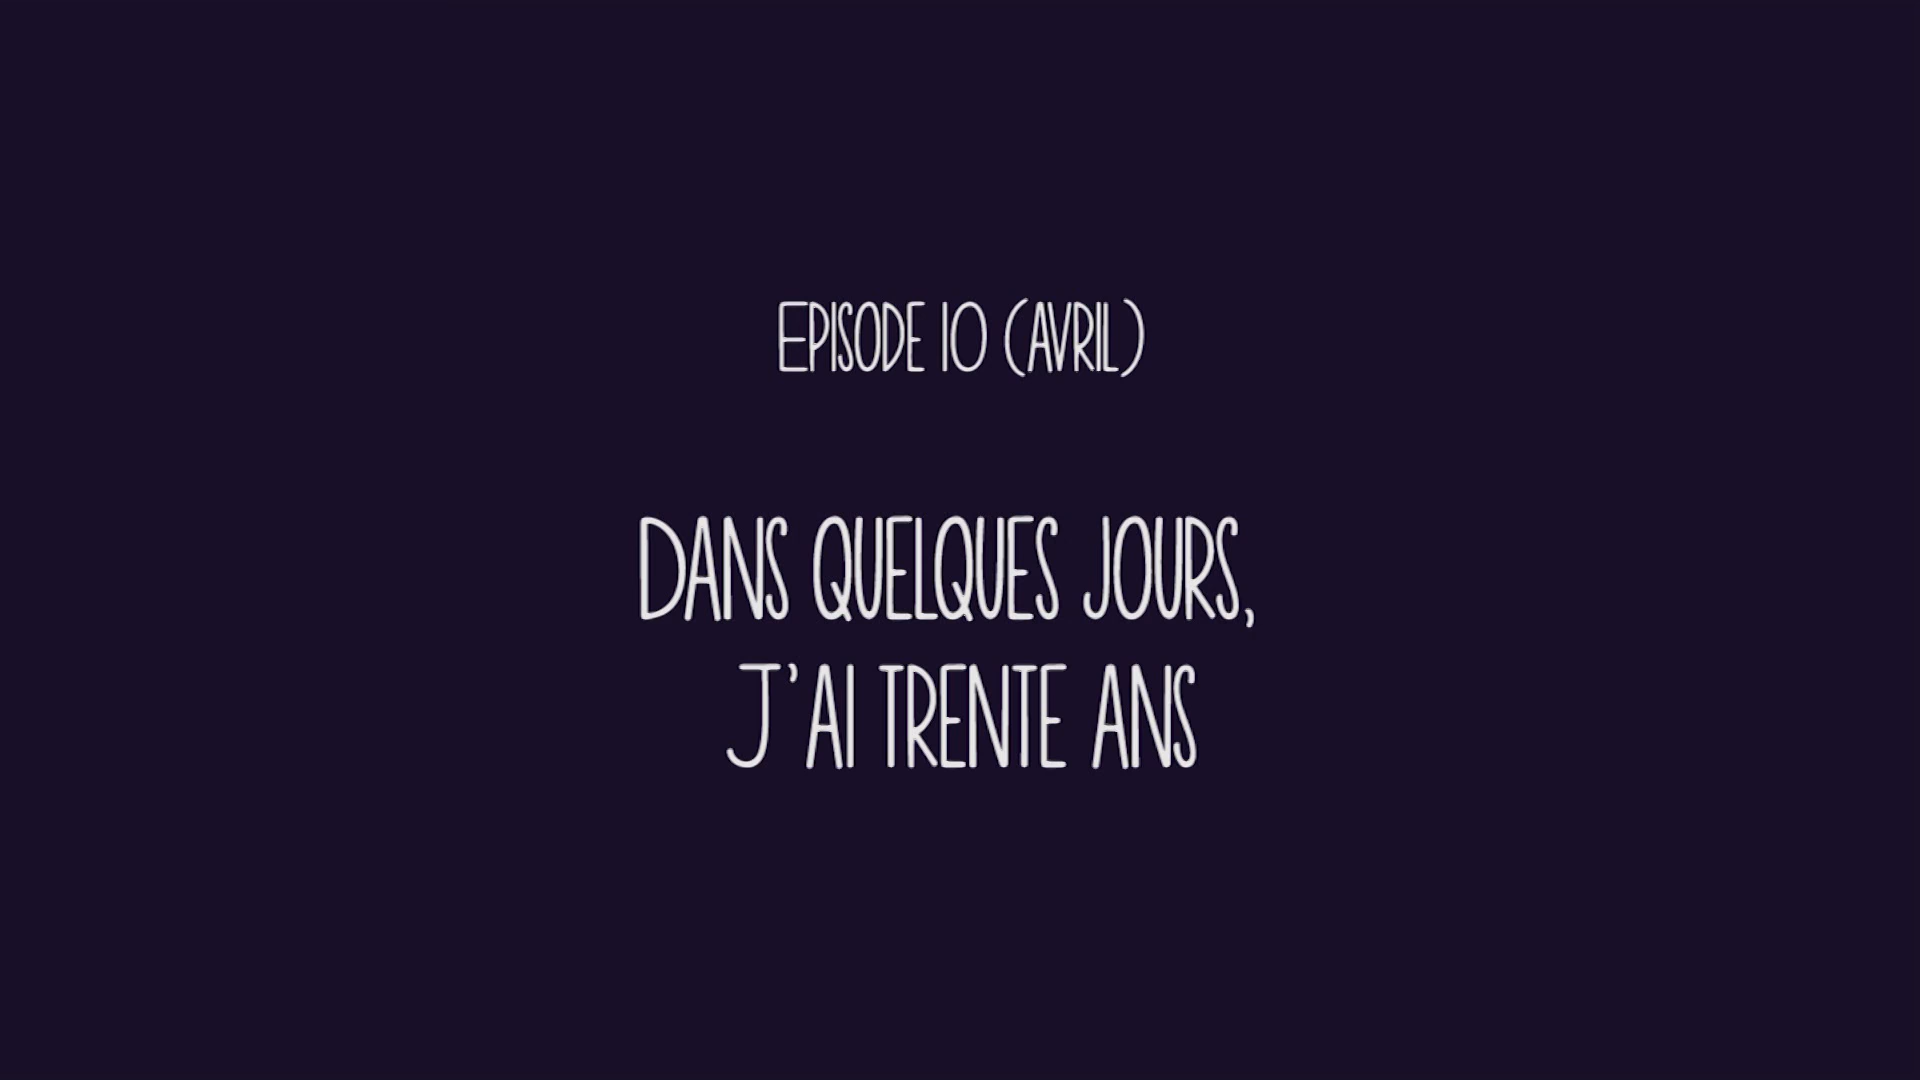 EPISODE 10 (AVRIL)
DANS QUELQUES JOURS,
J'AI TRENTE ANS